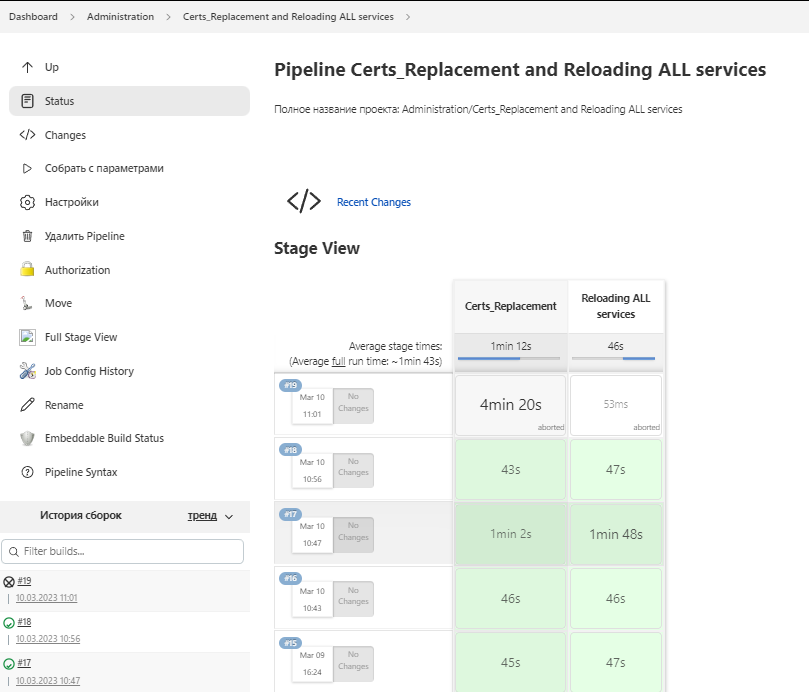 Dashboard > Administration > Certs_Replacement and Reloading ALL services >
Up
Status
Changes
Собрать с параметрами
Настройки
Удалить Pipeline
Authorization
Move
Full Stage View
Job Config History
Rename
Embeddable Build Status
Pipeline Syntax
История сборок тренд
Filter builds...
#19
| 10.03.2023 11:01
#18
| 10.03.2023 10:56
#17
| 10.03.2023 10:47
Pipeline Certs_Replacement and Reloading ALL services
Полное название проекта: Administration/Certs_Replacement and Reloading ALL services
Recent Changes
Stage View
Certs_Replacement
Reloading ALL
services
Average stage times:
(Average full run time: ~1min 43s)
1min 12s
46s
#19
Mar 10
11:01
No
Changes
4min 20s
aborted
53ms
aborted
#18
Mar 10
10:56
No
Changes
43s
47s
#17
Mar 10
10:47
No
Changes
1min 2s
1min 48s
#16
Mar 10
10:43
No
Changes
46s
46s
#15
Mar 09
16:24
No
Changes
45s
47s